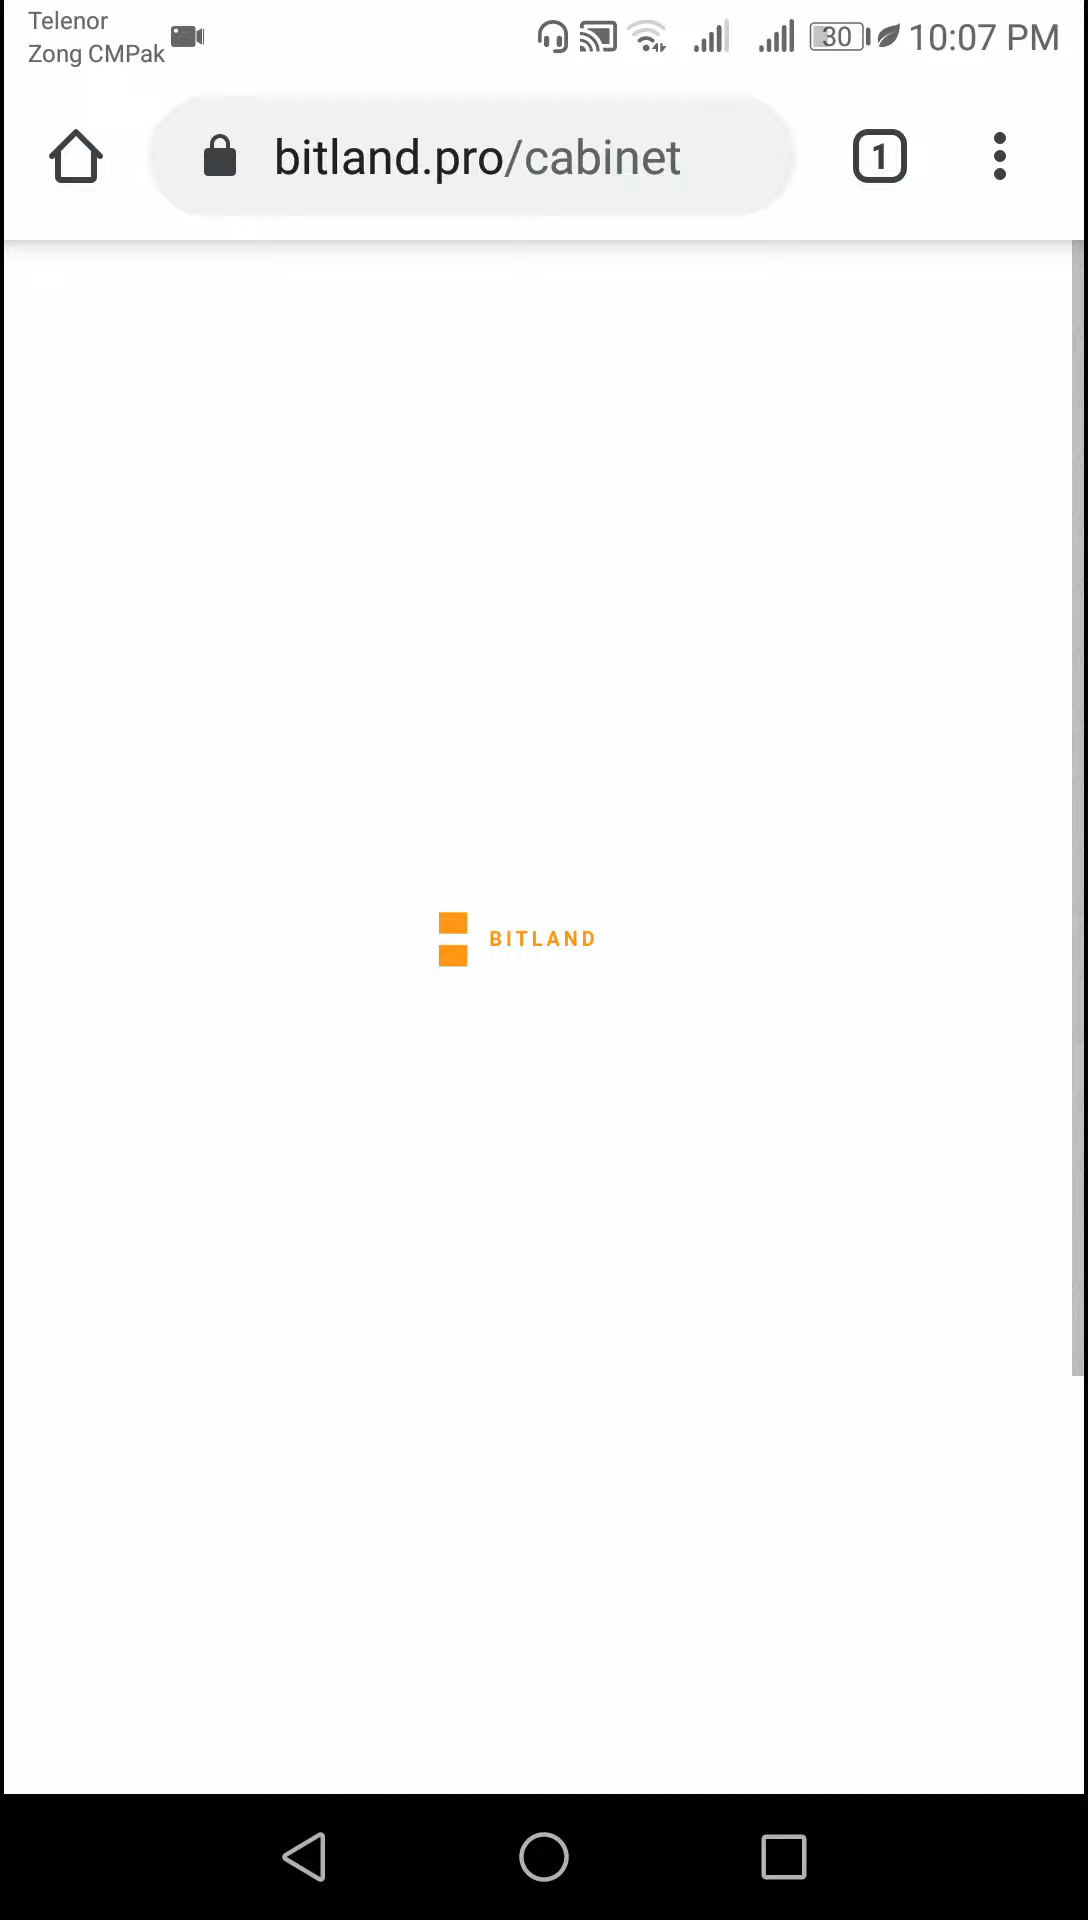 Telenor
Zong CMPak
30
10:07 PM
bitland.pro/cabinet
1
BITLAND